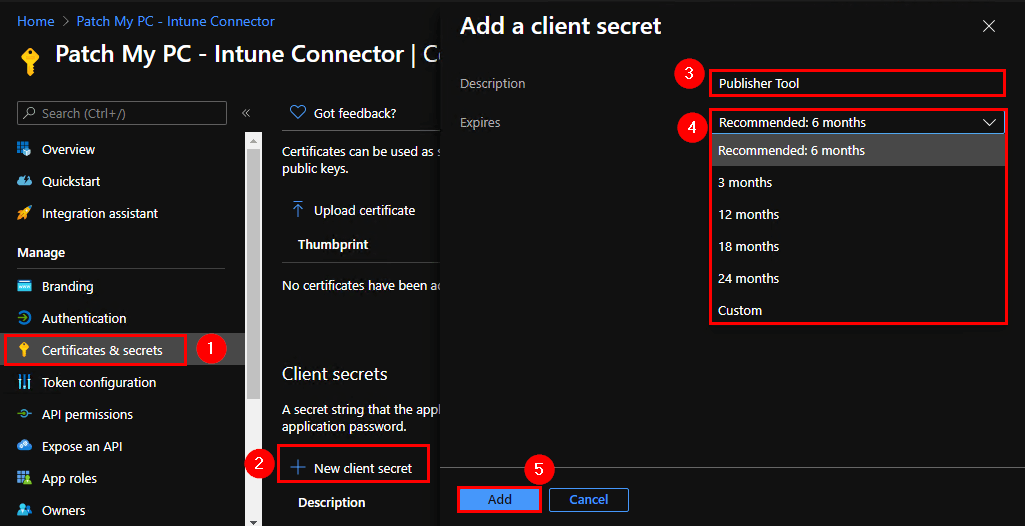 Home > Patch My PC - Intune Connector
Patch My PC - Intune Connector | C
Search (Ctrl+/)
«
Overview
Quickstart
Integration assistant
Manage
Branding
Authentication
Certificates & secrets
1
Token configuration
API permissions
Expose an API
App roles
Owners
Got feedback?
Certificates can be used as s
public keys.
Upload certificate
Thumbprint
No certificates have been ad
Client secrets
A secret string that the appl
application password.
2
New client secret
Description
Add a client secret
Description
3
Publisher Tool
Expires
4
Recommended: 6 months
Recommended: 6 months
3 months
12 months
18 months
24 months
Custom
5
Add
Cancel